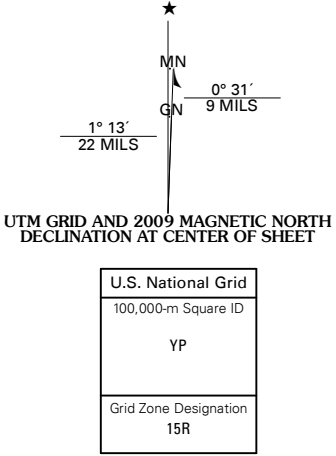 ★
MN
0° 31´
9 MILS
GN
1° 13´
22 MILS
UTM GRID AND 2009 MAGNETIC NORTH
DECLINATION AT CENTER OF SHEET
U.S. National Grid
100,000-m Square ID
YP
Grid Zone Designation
15R